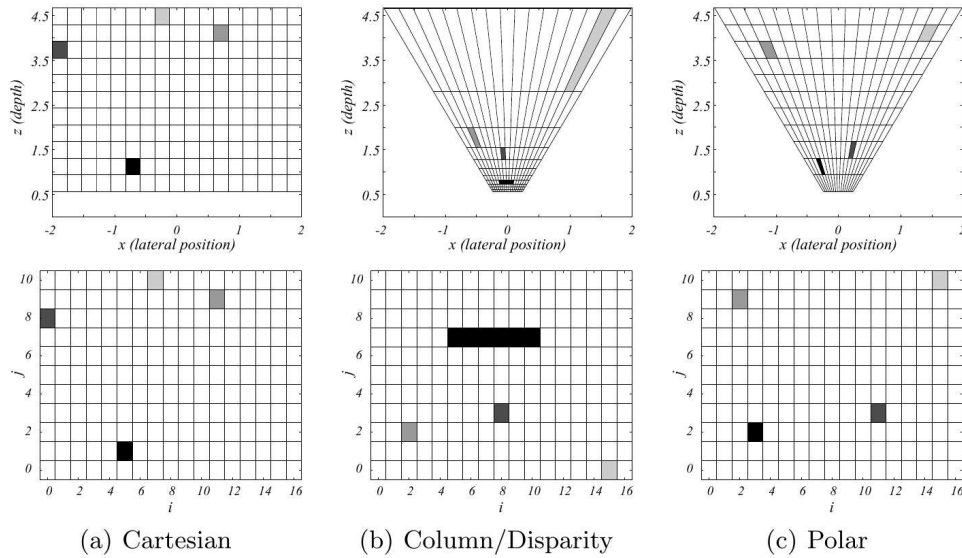 4.5
3.5
2.5
1.5
0.5
z (depth)
-2 -1 0 1 2
x (lateral position)
4.5
3.5
2.5
1.5
0.5
z (depth)
-2 -1 0 1 2
x (lateral position)
4.5
3.5
2.5
1.5
0.5
z (depth)
-2 -1 0 1 2
x (lateral position)
10
8
6
4
2
0
j
0 2 4 6 8 10 12 14 16
i
10
8
6
4
2
0
j
0 2 4 6 8 10 12 14 16
i
10
8
6
4
2
0
j
0 2 4 6 8 10 12 14 16
i
(a) Cartesian
(b) Column/Disparity
(c) Polar